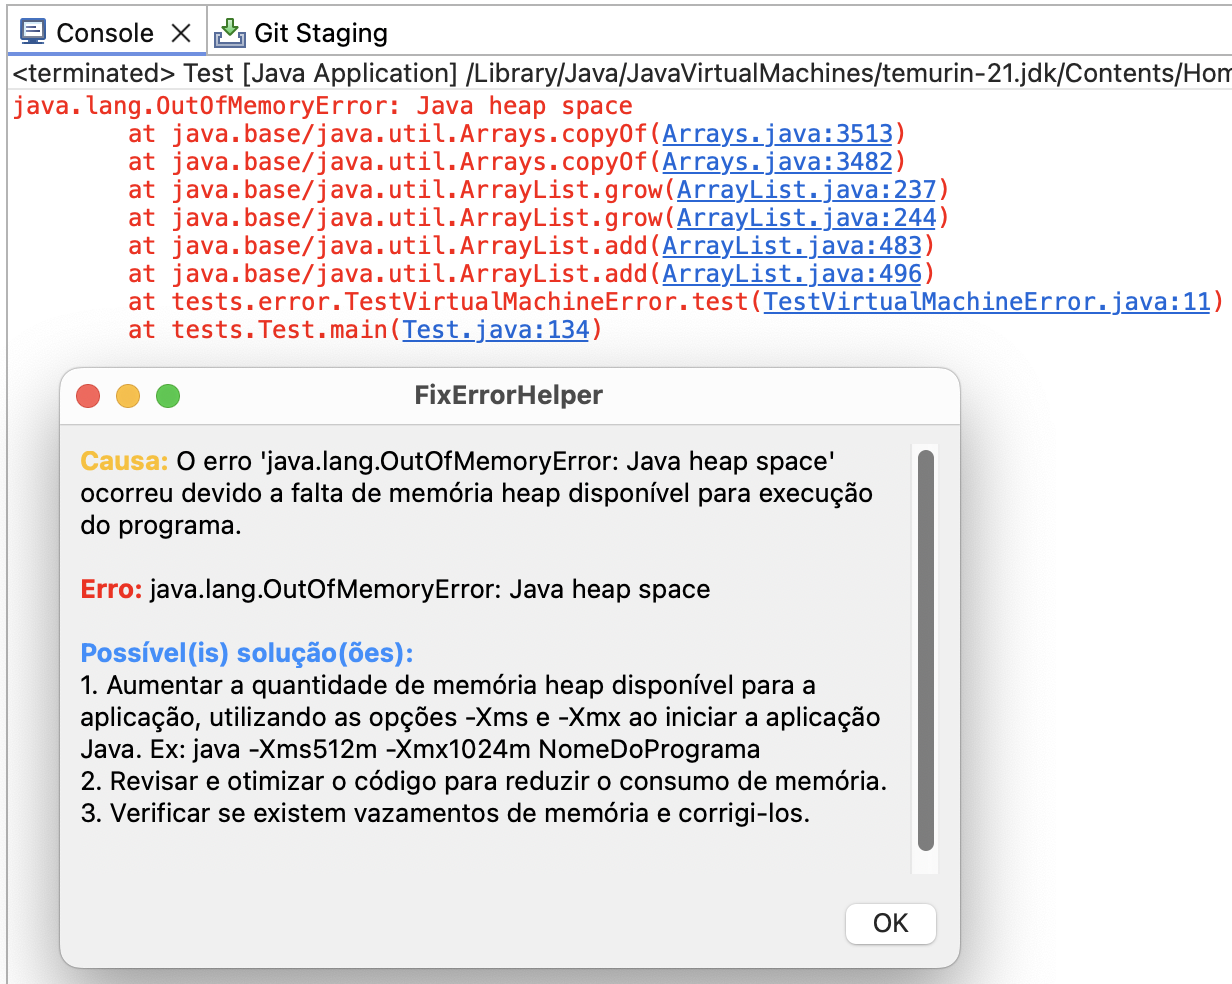 Console Git Staging
<terminated> Test [Java Application] /Library/Java/JavaVirtualMachines/temurin-21.jdk/Contents/Hom
java.lang.OutOfMemoryError: Java heap space
at java.base/java.util.Arrays.copyOf(Arrays.java:3513)
at java.base/java.util.Arrays.copyOf(Arrays.java:3482)
at java.base/java.util.ArrayList.grow(ArrayList.java:237)
at java.base/java.util.ArrayList.grow(ArrayList.java:244)
at java.base/java.util.ArrayList.add(ArrayList.java:483)
at java.base/java.util.ArrayList.add(ArrayList.java:496)
at tests.error.TestVirtualMachineError.test(TestVirtualMachineError.java:11)
at tests.Test.main(Test.java:134)
FixErrorHelper
Causa: O erro 'java.lang.OutOfMemoryError: Java heap space'
ocorreu devido a falta de memória heap disponível para execução
do programa.
Erro: java.lang.OutOfMemoryError: Java heap space
Possível(is) solução(ões):
1. Aumentar a quantidade de memória heap disponível para a
aplicação, utilizando as opções -Xms e -Xmx ao iniciar a aplicação
Java. Ex: java -Xms512m -Xmx1024m NomeDoPrograma
2. Revisar e otimizar o código para reduzir o consumo de memória.
3. Verificar se existem vazamentos de memória e corrigi-los.
OK